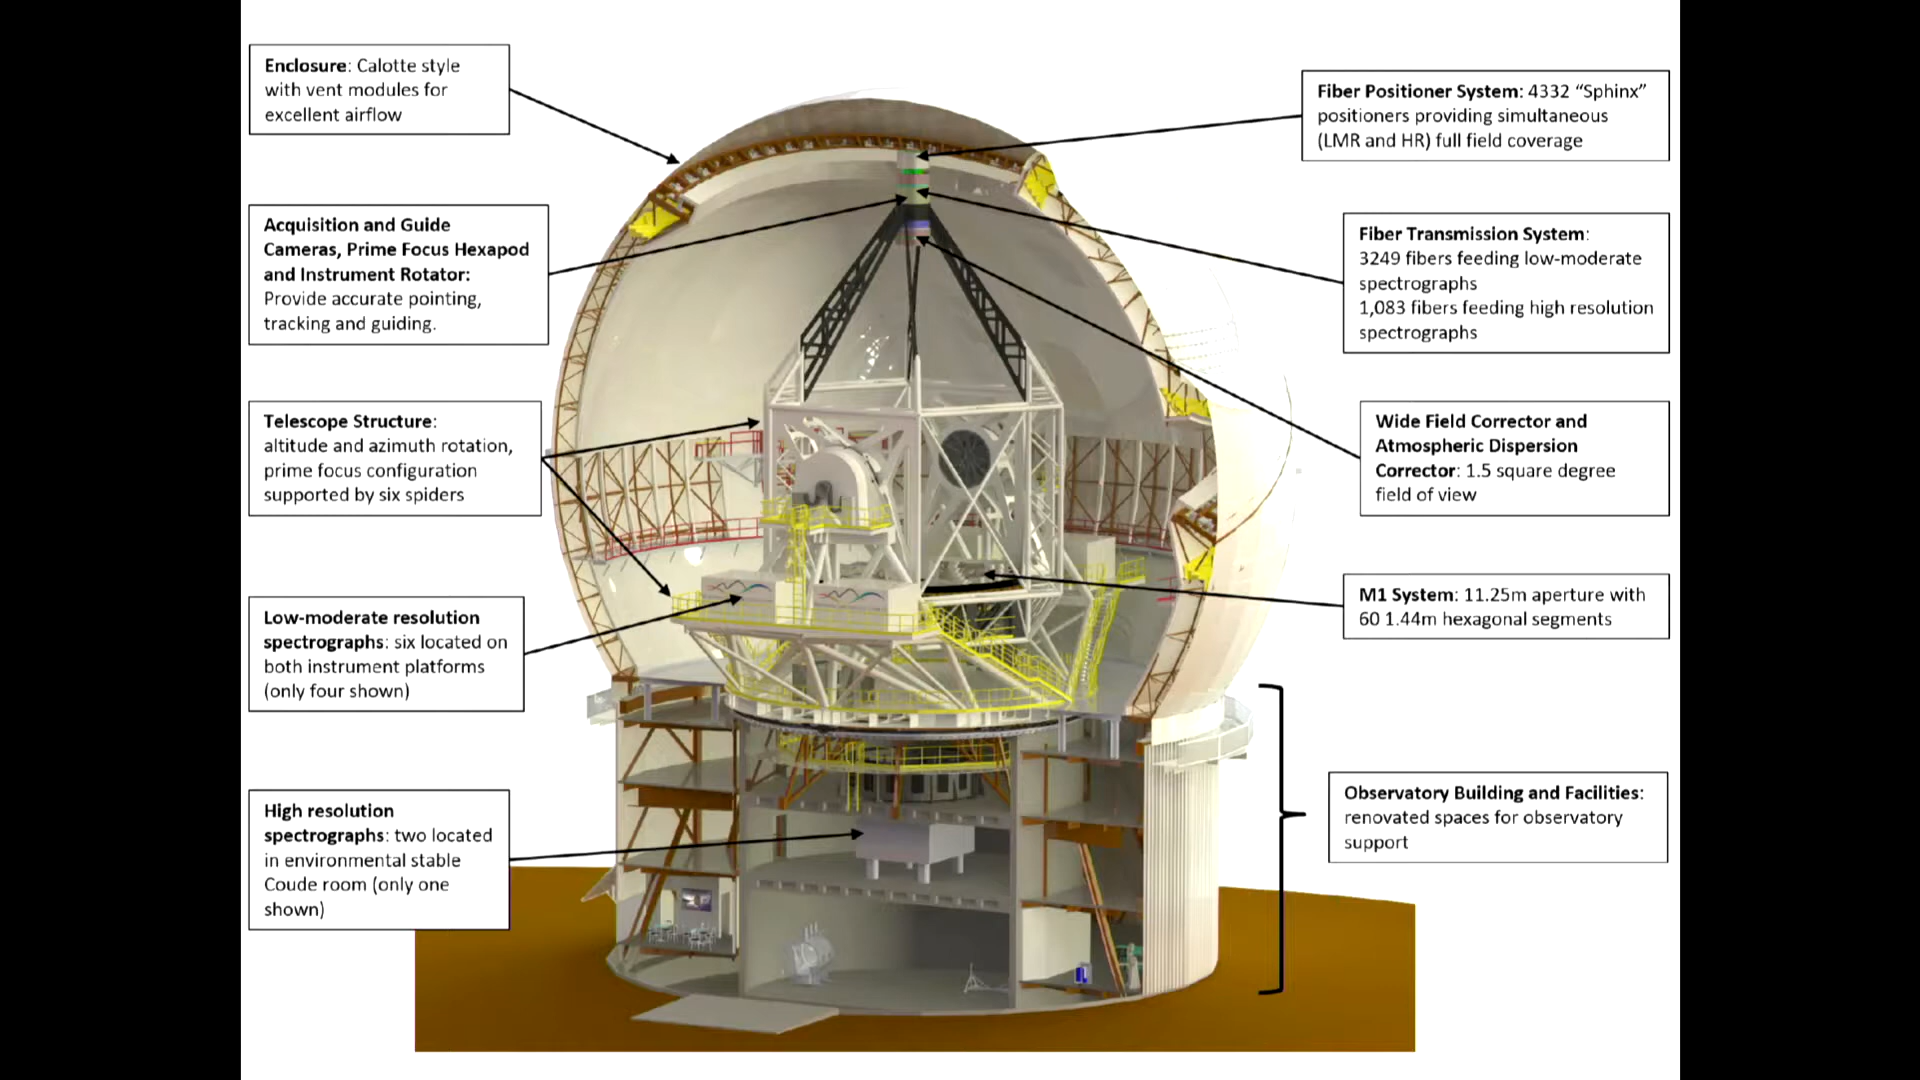 Enclosure: Calotte style
with vent modules for
excellent airflow
Acquisition and Guide
Cameras, Prime Focus Hexapod
and Instrument Rotator:
Provide accurate pointing,
tracking and guiding.
Telescope Structure:
altitude and azimuth rotation,
prime focus configuration
supported by six spiders
Low-moderate resolution
spectrographs: six located on
both instrument platforms
(only four shown)
High resolution
spectrographs: two located
in environmental stable
Coude room (only one
shown)
Fiber Positioner System: 4332 “Sphinx”
positioners providing simultaneous
(LMR and HR) full field coverage
Fiber Transmission System:
3249 fibers feeding low-moderate
spectrographs
1,083 fibers feeding high resolution
spectrographs
Wide Field Corrector and
Atmospheric Dispersion
Corrector: 1.5 square degree
field of view
M1 System: 11.25m aperture with
60 1.44m hexagonal segments
Observatory Building and Facilities:
renovated spaces for observatory
support